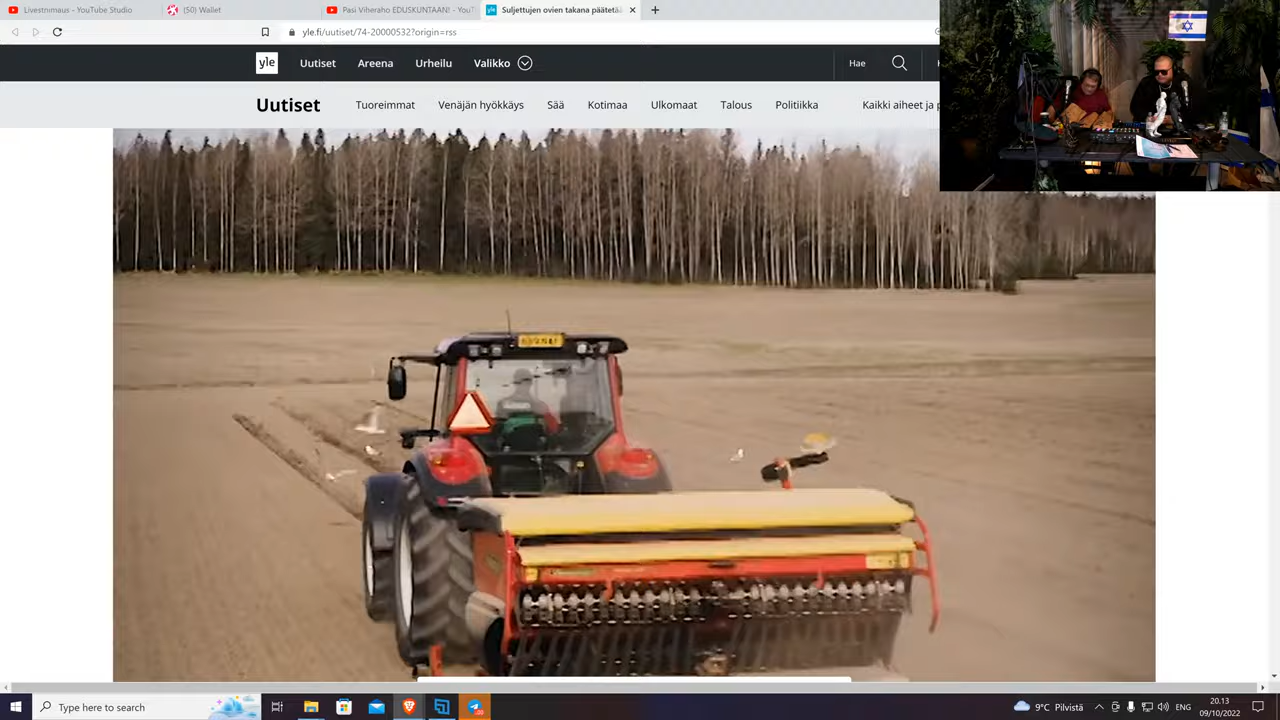 Livestnmaus - YouTube Studio
(50) Wallet
Pasi Viheraho EDUSKUNTAAN! - YouT
Suljettujen ovien takana päätetää
yle.fi/uutiset/74-20000532?origin=rss
yle Uutiset Areena Urheilu Valikko Hae
Uutiset Tuoreimmat Venäjän hyökkäys Sää Kotimaa Ulkomaat Talous Politiikka Kaikki aiheet ja p
Type here to search
9°C Pilvistä
ENG
20.13
09/10/2022